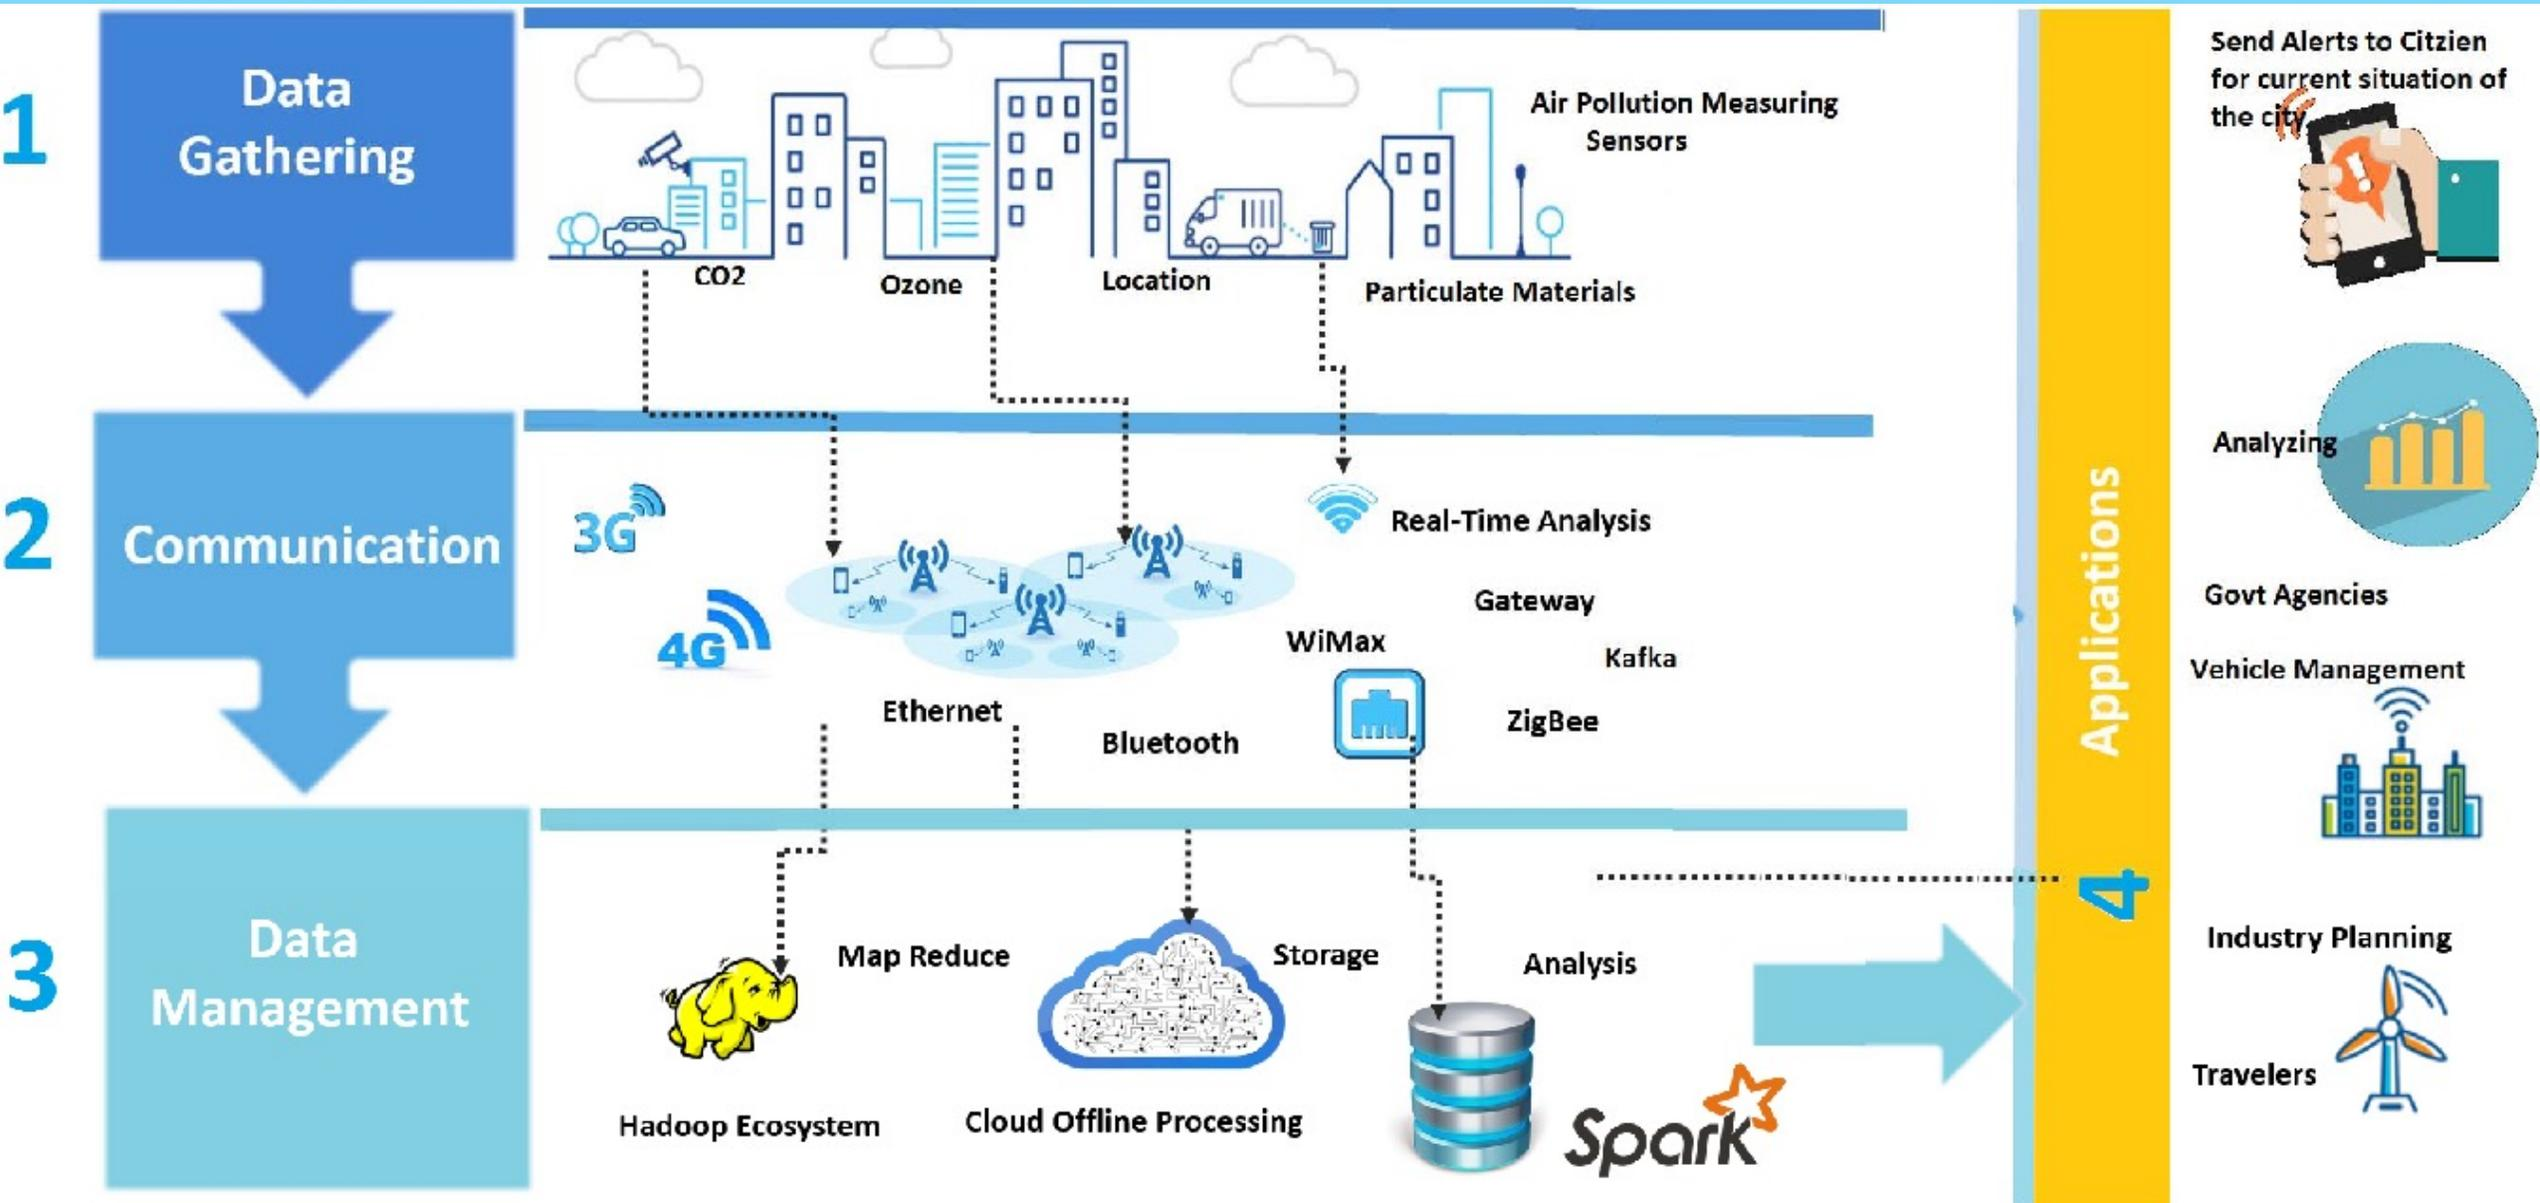 1
Data
Gathering
Air Pollution Measuring
Sensors
CO2
Ozone
Location
Particulate Materials
2
Communication
3G
4G
Real-Time Analysis
Gateway
WiMax
Kafka
Ethernet
Bluetooth
ZigBee
3
Data
Management
Map Reduce
Storage
Analysis
Hadoop Ecosystem
Cloud Offline Processing
Spark
4
Applications
Send Alerts to Citzien
for current situation of
the city
Analyzing
Govt Agencies
Vehicle Management
Industry Planning
Travelers